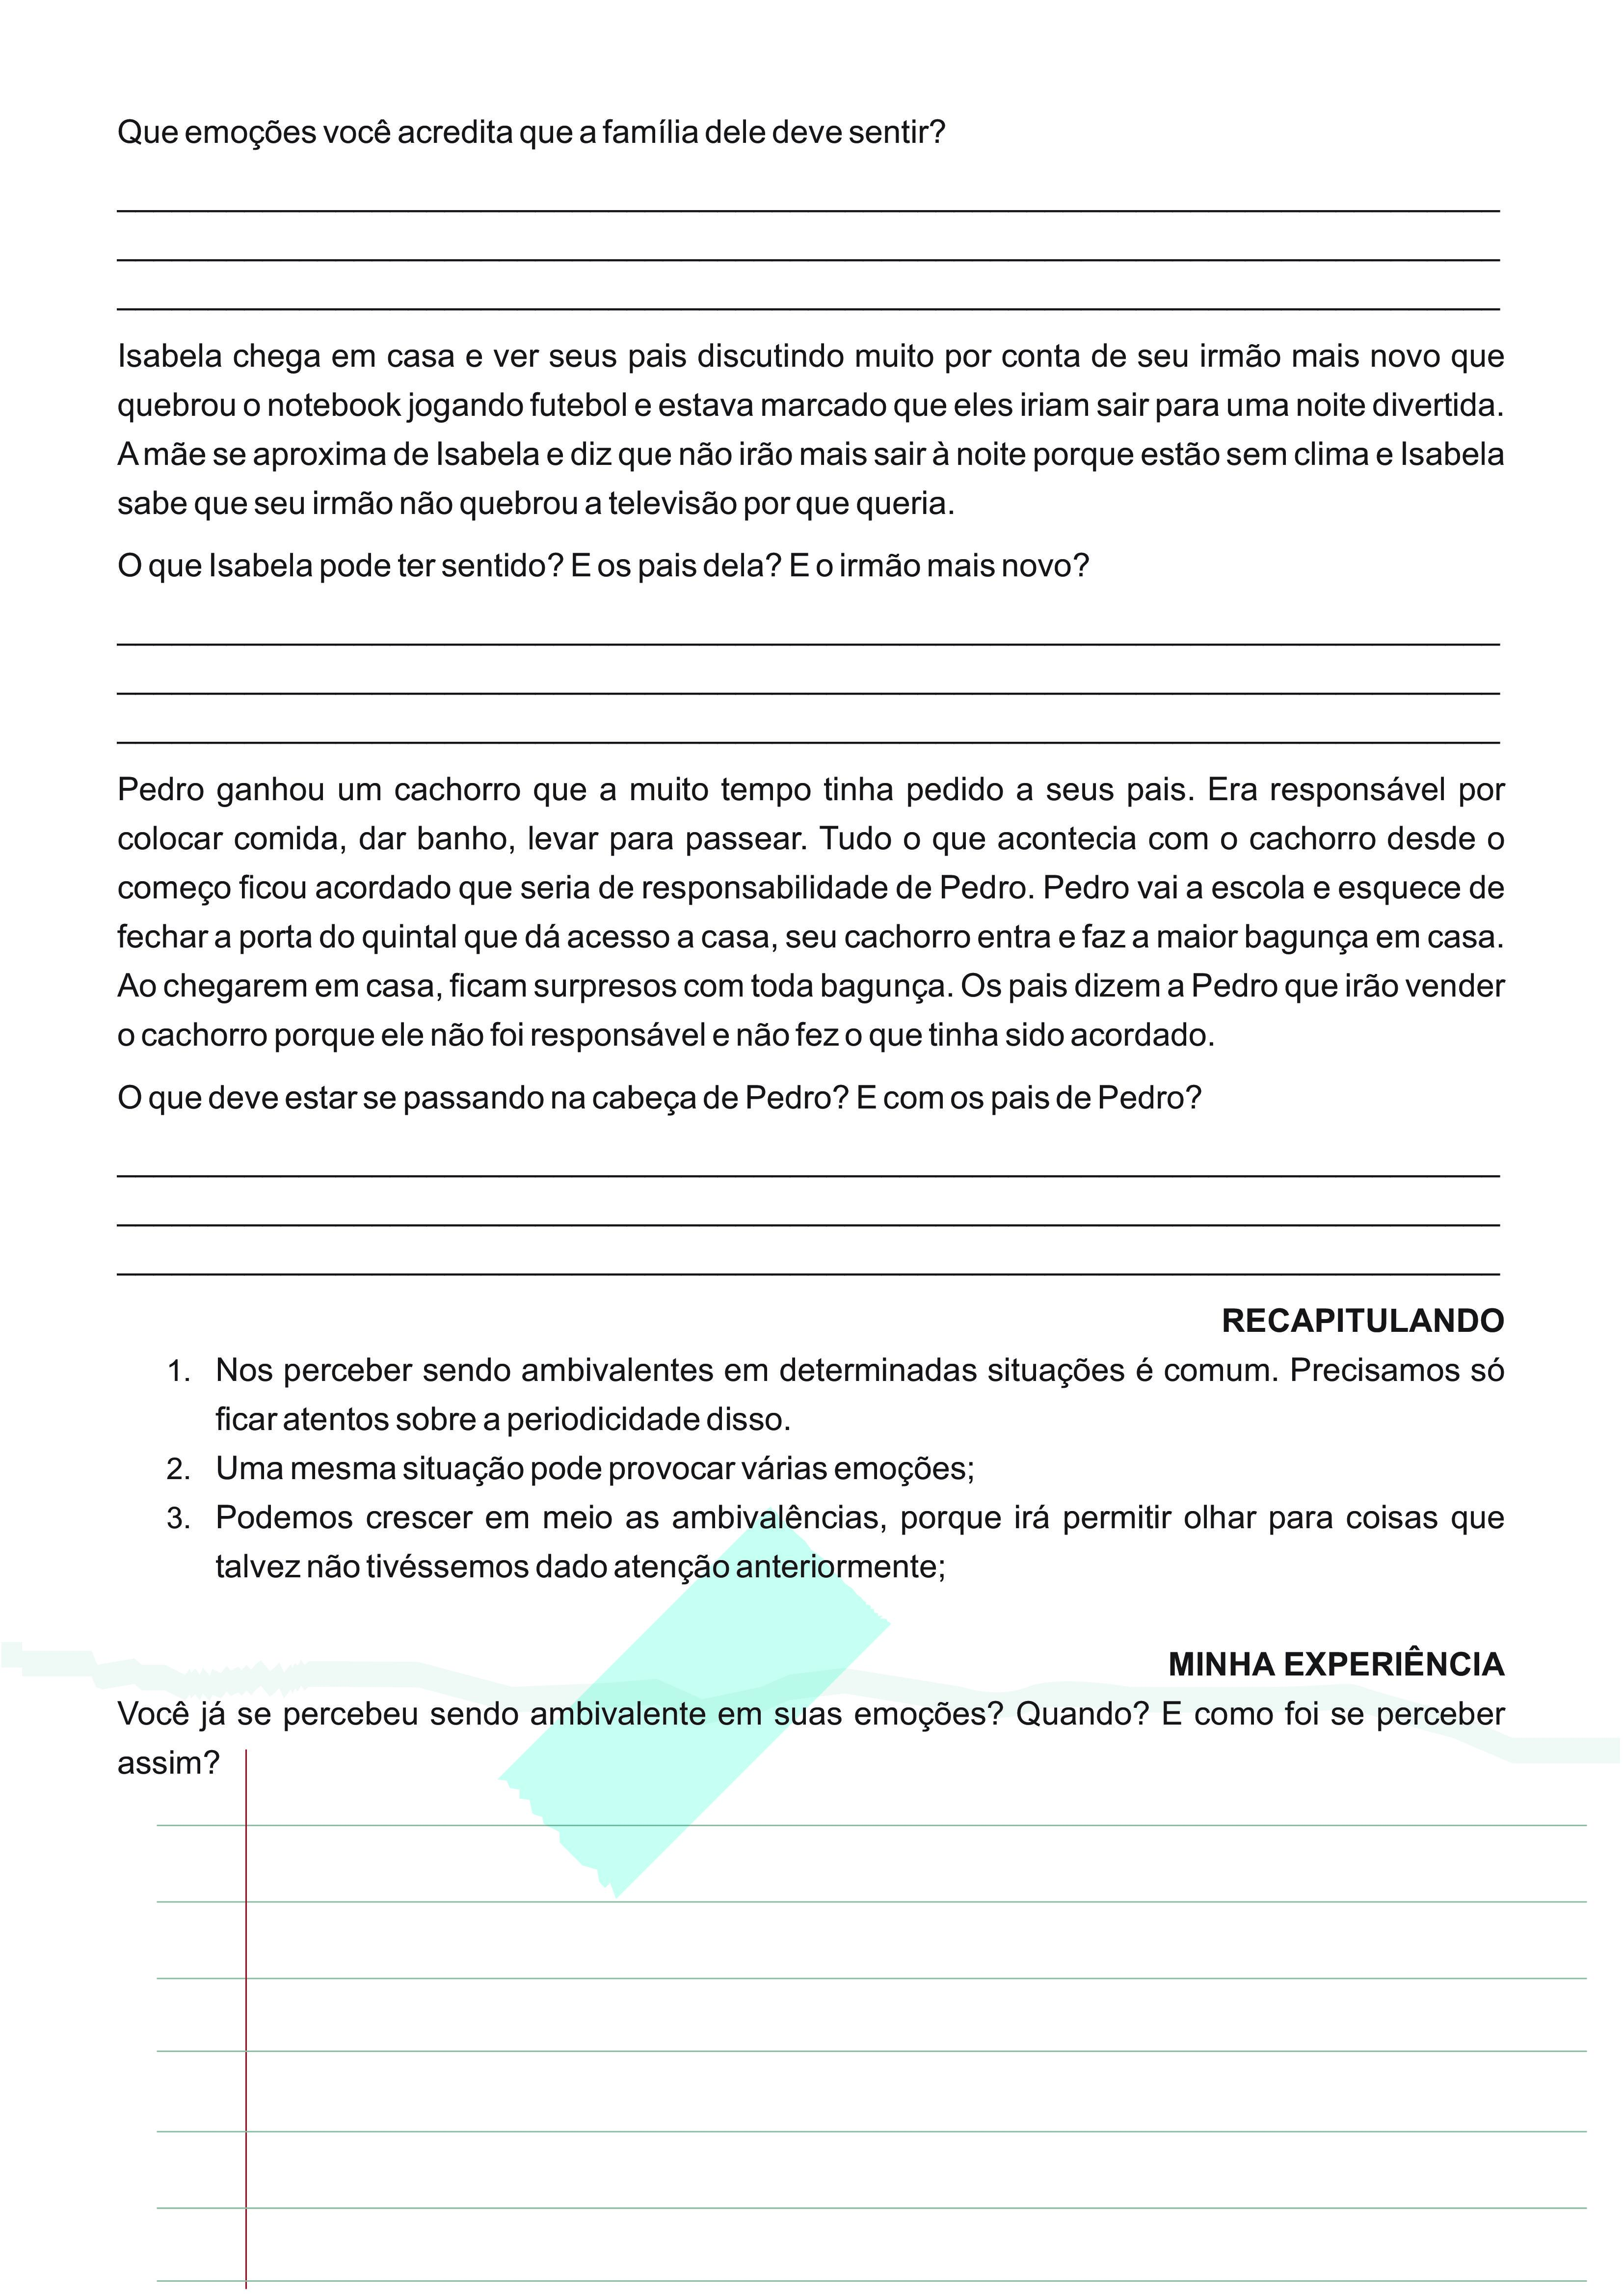 Que emoções você acredita que a família dele deve sentir?
Isabela chega em casa e ver seus pais discutindo muito por conta de seu irmão mais novo que
quebrou o notebook jogando futebol e estava marcado que eles iriam sair para uma noite divertida.
A mãe se aproxima de Isabela e diz que não irão mais sair à noite porque estão sem clima e Isabela
sabe que seu irmão não quebrou a televisão por que queria.
O que Isabela pode ter sentido? E os pais dela? E o irmão mais novo?
Pedro ganhou um cachorro que a muito tempo tinha pedido a seus pais. Era responsável por
colocar comida, dar banho, levar para passear. Tudo o que acontecia com o cachorro desde o
começo ficou acordado que seria de responsabilidade de Pedro. Pedro vai a escola e esquece de
fechar a porta do quintal que dá acesso a casa, seu cachorro entra e faz a maior bagunça em casa.
Ao chegarem em casa, ficam surpresos com toda bagunça. Os pais dizem a Pedro que irão vender
o cachorro porque ele não foi responsável e não fez o que tinha sido acordado.
O que deve estar se passando na cabeça de Pedro? E com os pais de Pedro?
RECAPITULANDO
1. Nos perceber sendo ambivalentes em determinadas situações é comum. Precisamos só
ficar atentos sobre a periodicidade disso.
2. Uma mesma situação pode provocar várias emoções;
3. Podemos crescer em meio as ambivalências, porque irá permitir olhar para coisas que
talvez não tivéssemos dado atenção anteriormente;
MINHA EXPERIÊNCIA
Você já se percebeu sendo ambivalente em suas emoções? Quando? E como foi se perceber
assim?